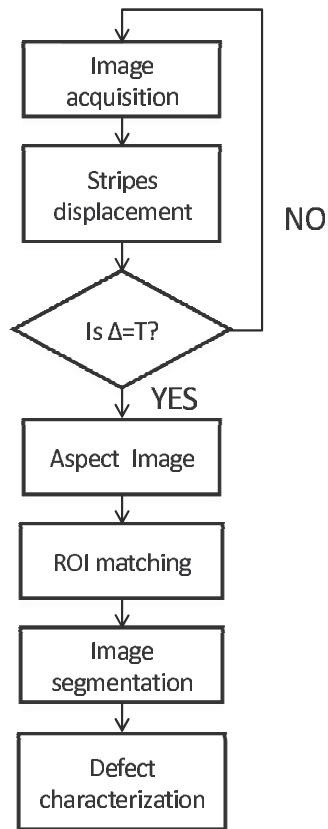 Image
acquisition
Stripes
displacement
NO
Is Δ=T?
YES
Aspect Image
ROI matching
Image
segmentation
Defect
characterization